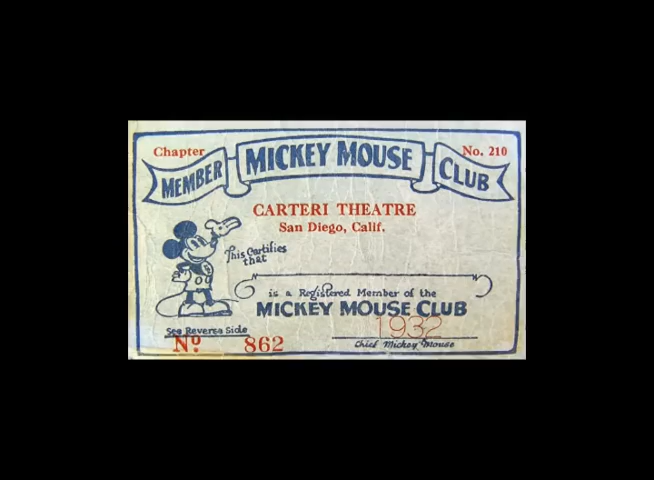 Chapter No. 210
MEMBER MICKEY MOUSE CLUB
CARTERI THEATRE
San Diego, Calif.
This Certifies
that
is a Registered Member of the
MICKEY MOUSE CLUB
1932
See Reverse Side
Chief Mickey Mouse
Nº 862